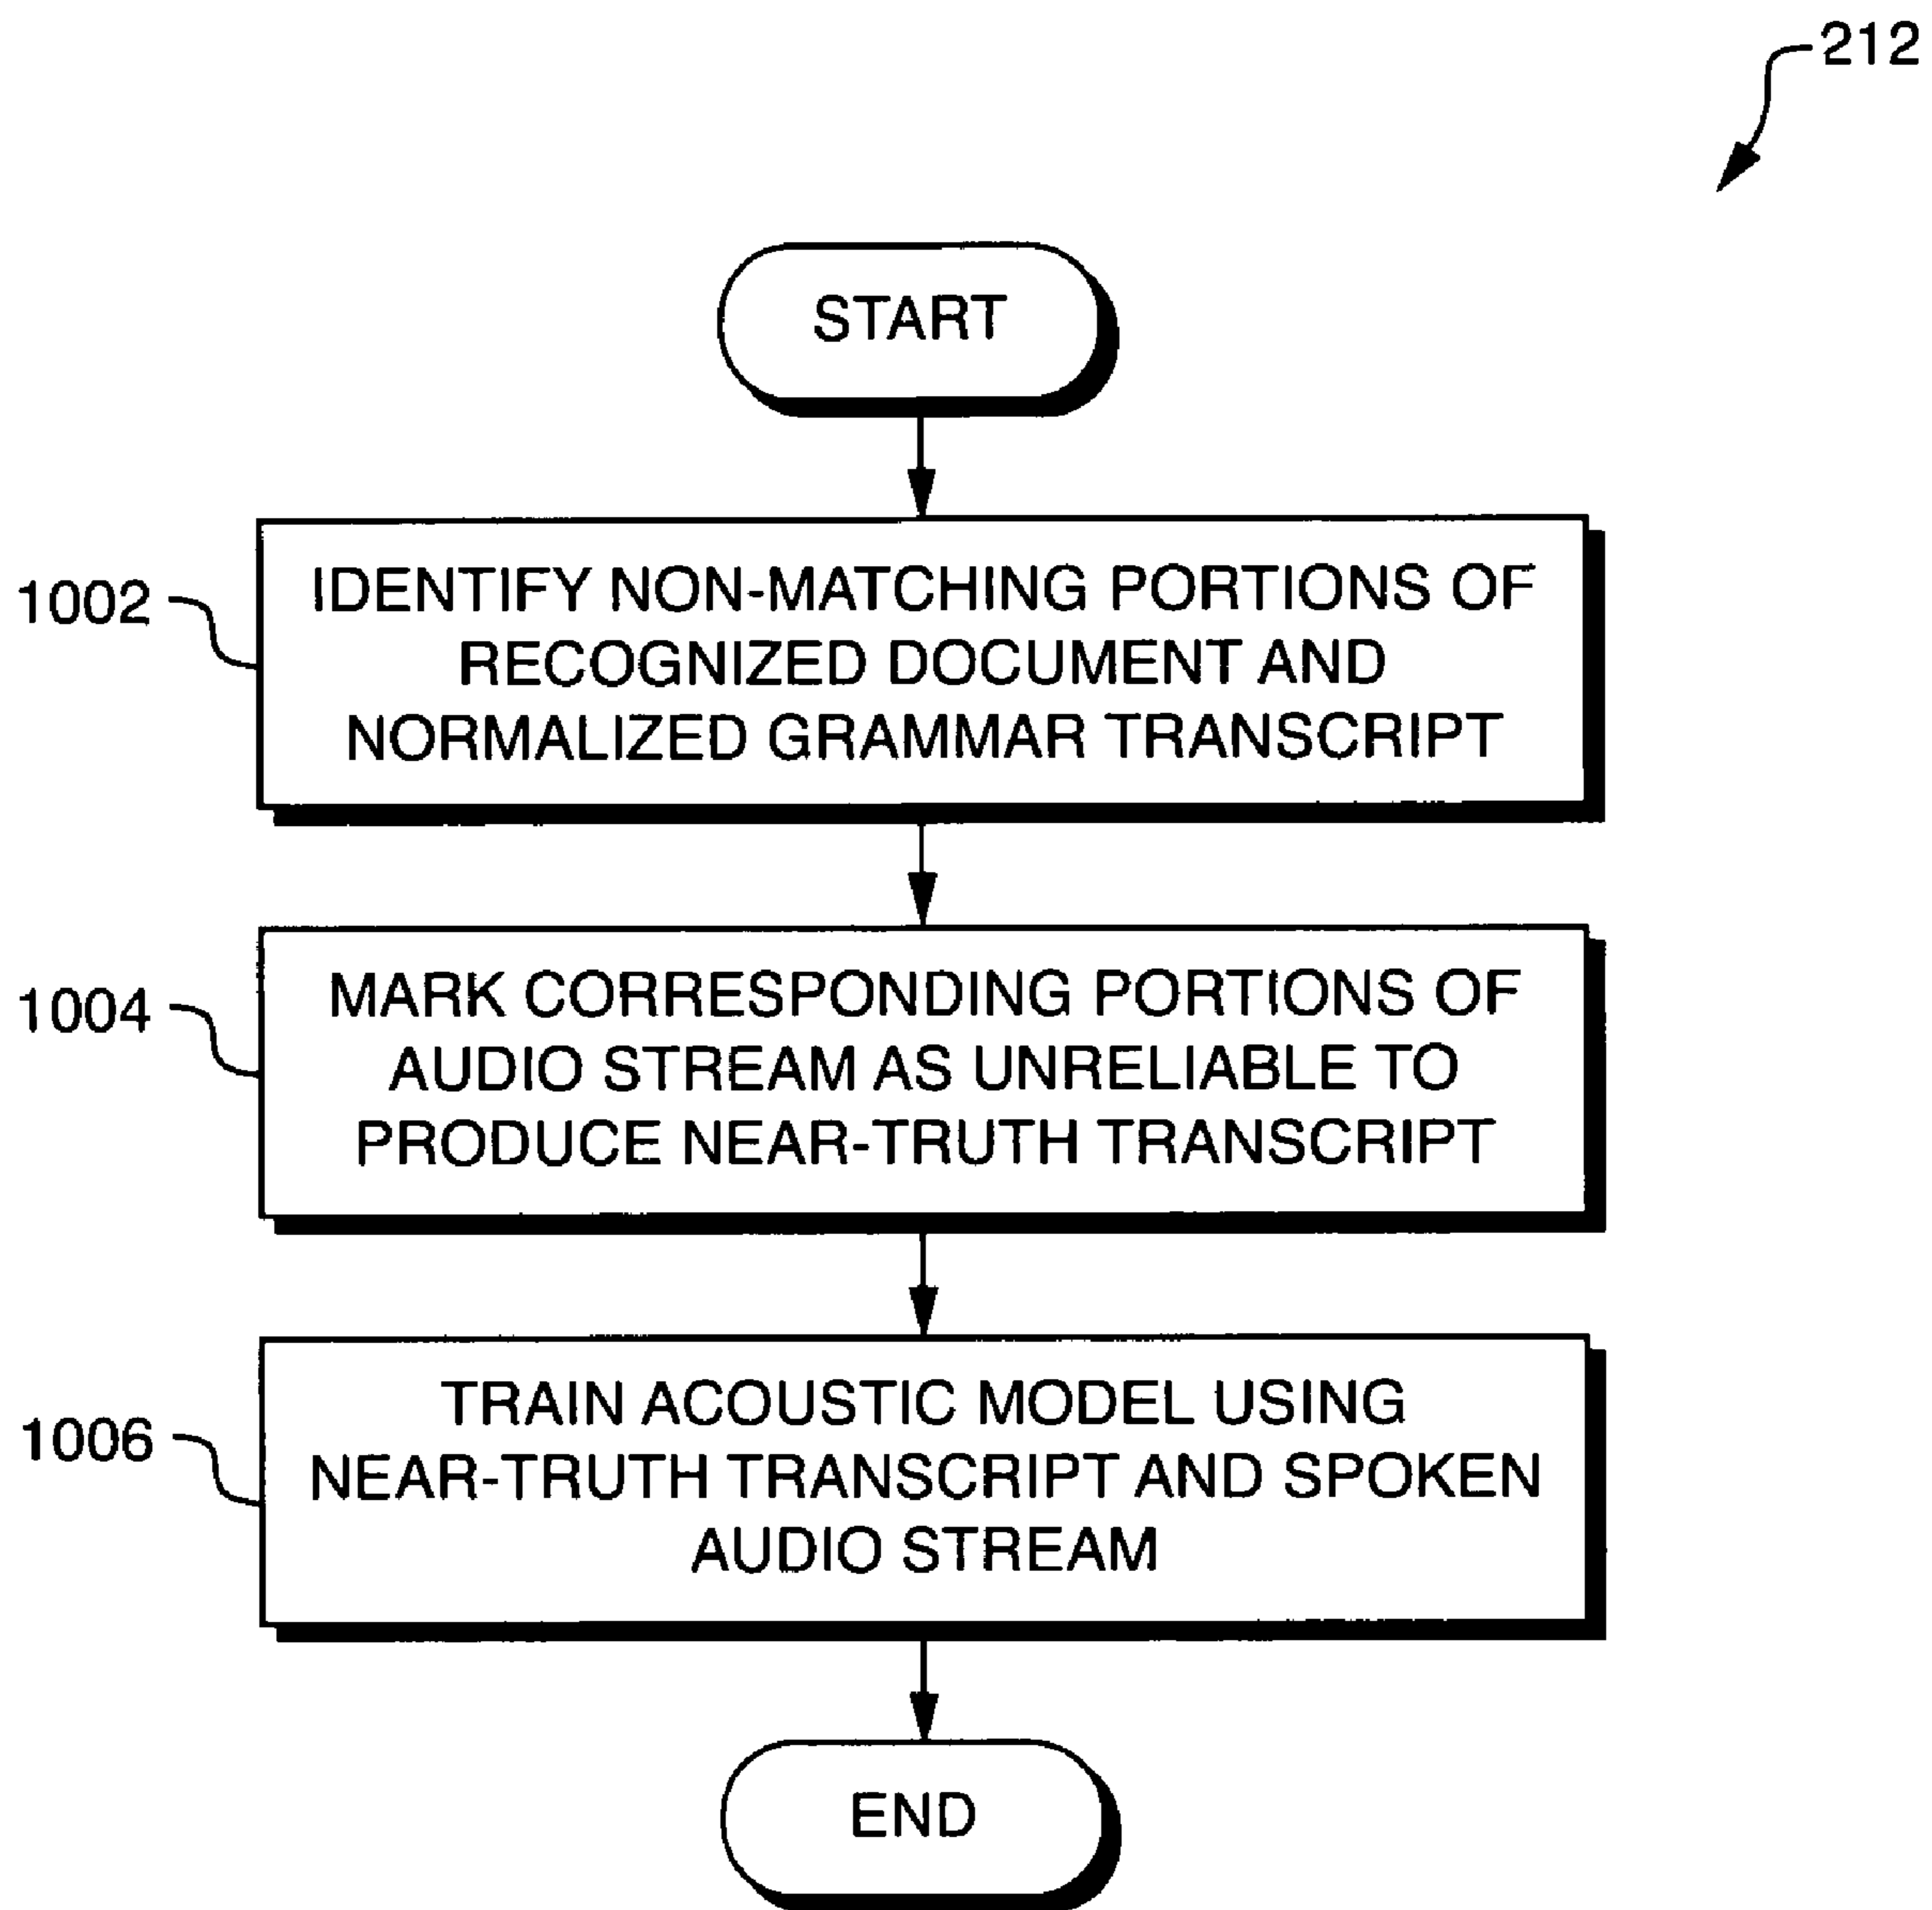 212
START
1002
IDENTIFY NON-MATCHING PORTIONS OF
RECOGNIZED DOCUMENT AND
NORMALIZED GRAMMAR TRANSCRIPT
1004
MARK CORRESPONDING PORTIONS OF
AUDIO STREAM AS UNRELIABLE TO
PRODUCE NEAR-TRUTH TRANSCRIPT
1006
TRAIN ACOUSTIC MODEL USING
NEAR-TRUTH TRANSCRIPT AND SPOKEN
AUDIO STREAM
END